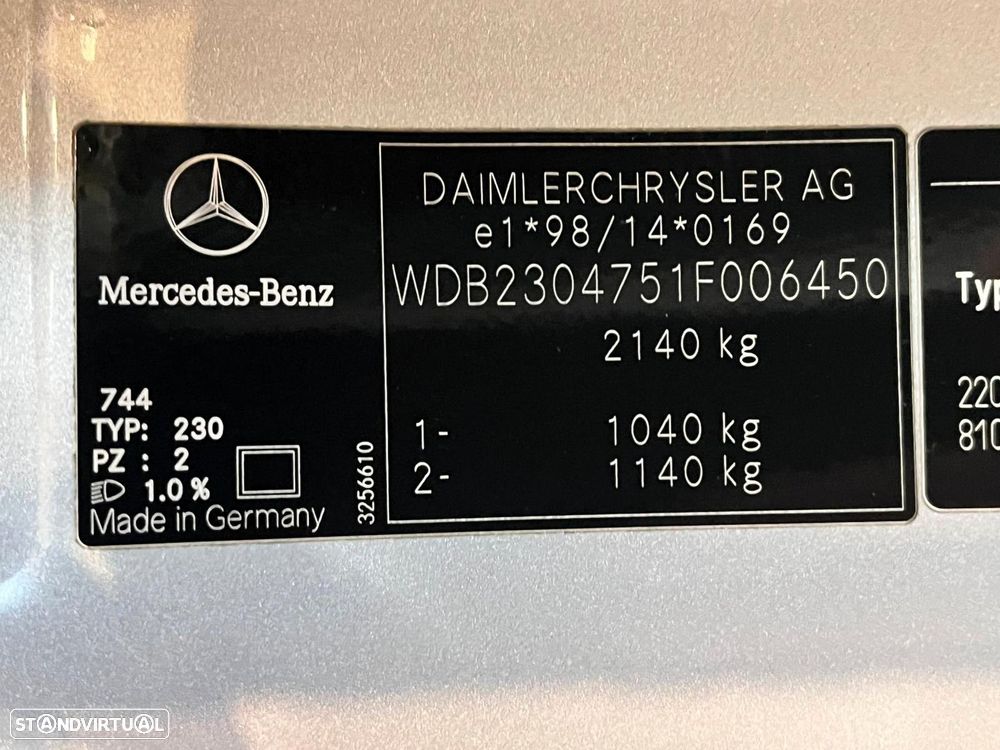 Mercedes-Benz
744
TYP: 230
PZ : 2
1.0 %
Made in Germany
3256610
DAIMLERCHRYSLER AG
e1*98/14*0169
WDB2304751F006450
2140 kg
1- 1040 kg
2- 1140 kg
Typ
220
810
STANDVIRTUAL